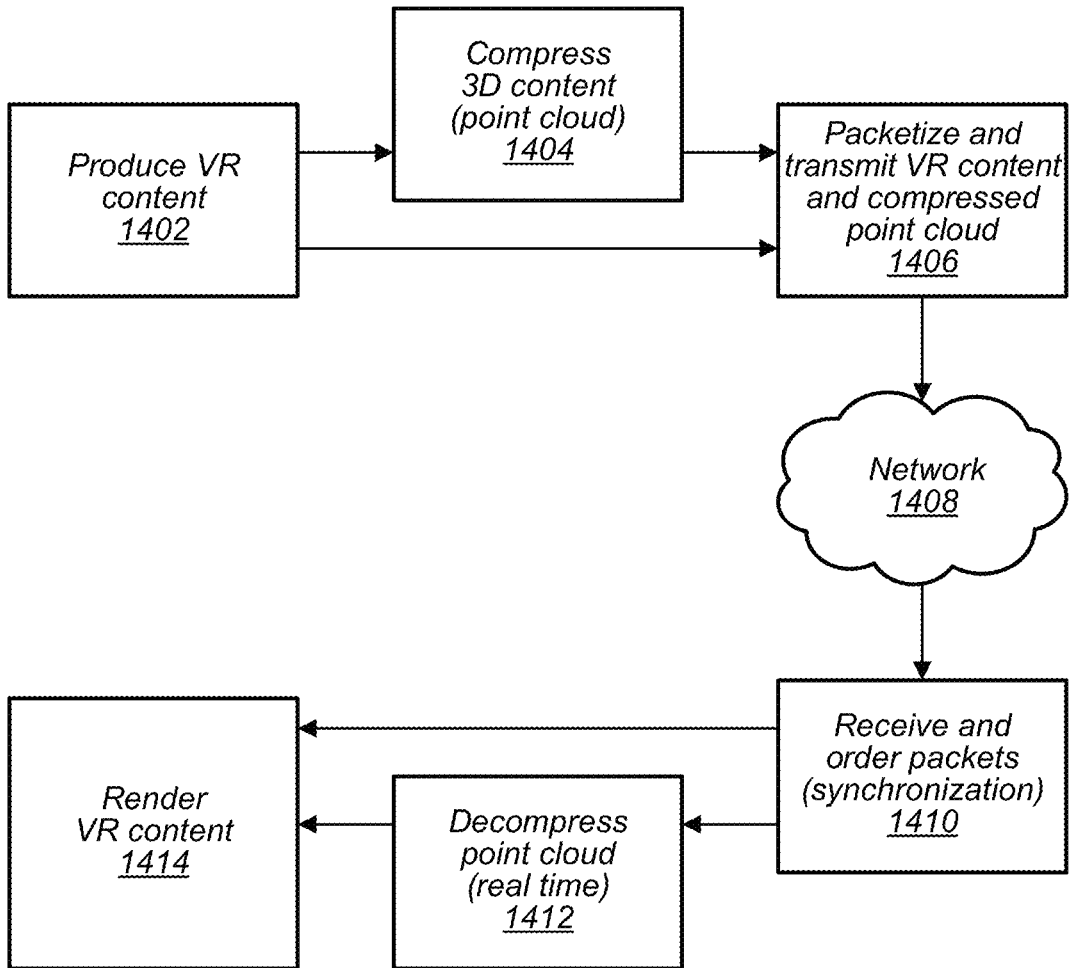 Produce VR
content
1402
Compress
3D content
(point cloud)
1404
Packetize and
transmit VR content
and compressed
point cloud
1406
Network
1408
Receive and
order packets
(synchronization)
1410
Decompress
point cloud
(real time)
1412
Render
VR content
1414